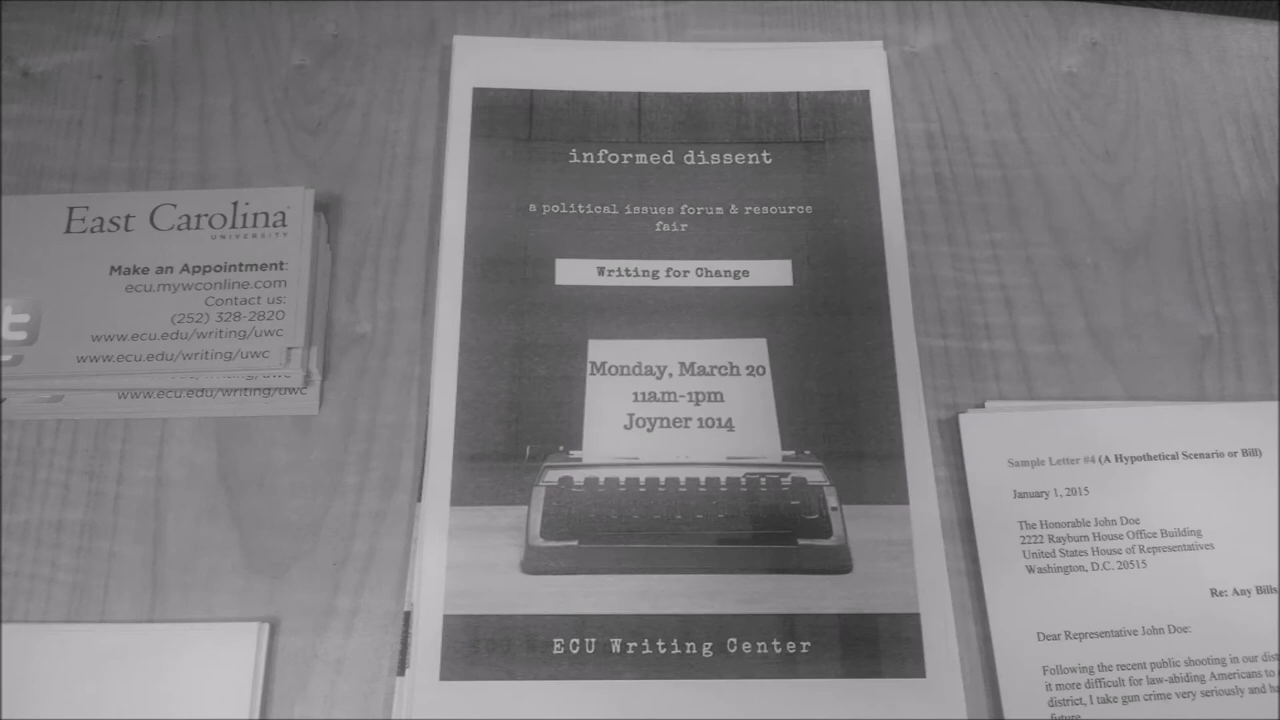 East Carolina
UNIVERSITY
Make an Appointment:
ecu.mywconline.com
Contact us:
(252) 328-2820
www.ecu.edu/writing/uwc
www.ecu.edu/writing/uwc
www.ecu.edu/writing/uwc
informed dissent
a political issues forum & resource
fair
Writing for Change
Monday, March 20
11am-1pm
Joyner 1014
ECU Writing Center
Sample Letter #4 (A Hypothetical Scenario or Bill)
January 1, 2015
The Honorable John Doe
2222 Rayburn House Office Building
United States House of Representatives
Washington, D.C. 20515
Re: Any Bills
Dear Representative John Doe:
Following the recent public shooting in our
it more difficult for law-abiding Americans to
district, I take gun crime very seriously and
future